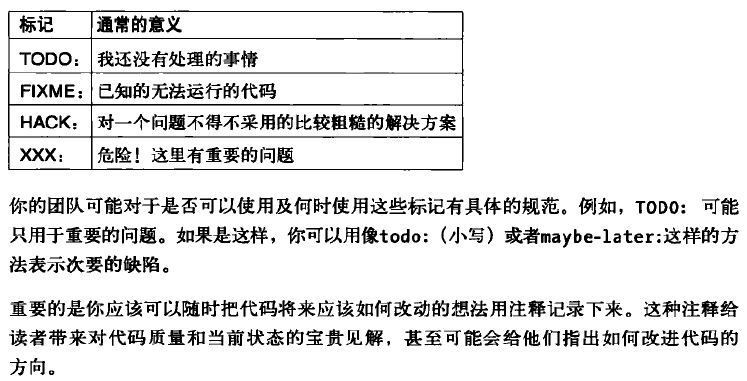 标记 通常的意义
TODO： 我还没有处理的事情
FIXME： 已知的无法运行的代码
HACK： 对一个问题不得不采用的比较粗糙的解决方案
XXX： 危险！这里有重要的问题
你的团队可能对于是否可以使用及何时使用这些标记有具体的规范。例如，TODO： 可能
只用于重要的问题。如果是这样，你可以用像todo:（小写）或者maybe-later:这样的方
法表示次要的缺陷。
重要的是你应该可以随时把代码将来应该如何改动的想法用注释记录下来。这种注释给
读者带来对代码质量和当前状态的宝贵见解，甚至可能会给他们指出如何改进代码的
方向。